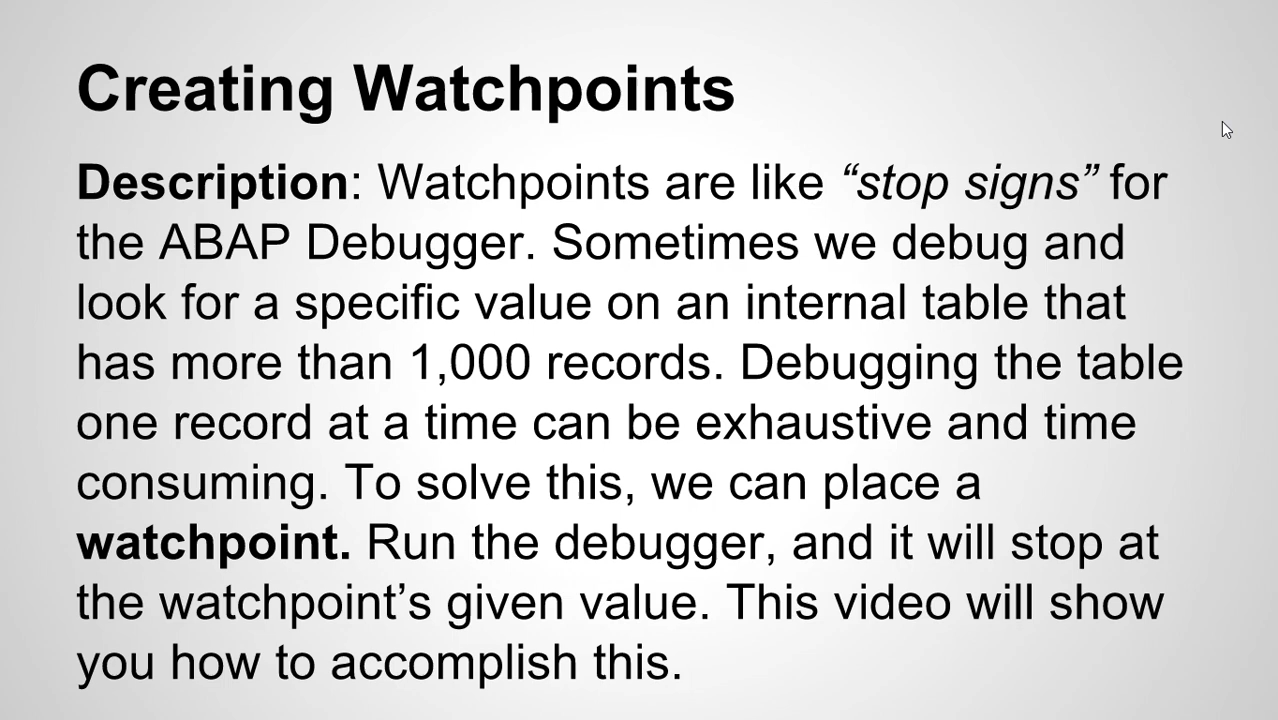 Creating Watchpoints
Description: Watchpoints are like “stop signs” for
the ABAP Debugger. Sometimes we debug and
look for a specific value on an internal table that
has more than 1,000 records. Debugging the table
one record at a time can be exhaustive and time
consuming. To solve this, we can place a
watchpoint. Run the debugger, and it will stop at
the watchpoint’s given value. This video will show
you how to accomplish this.